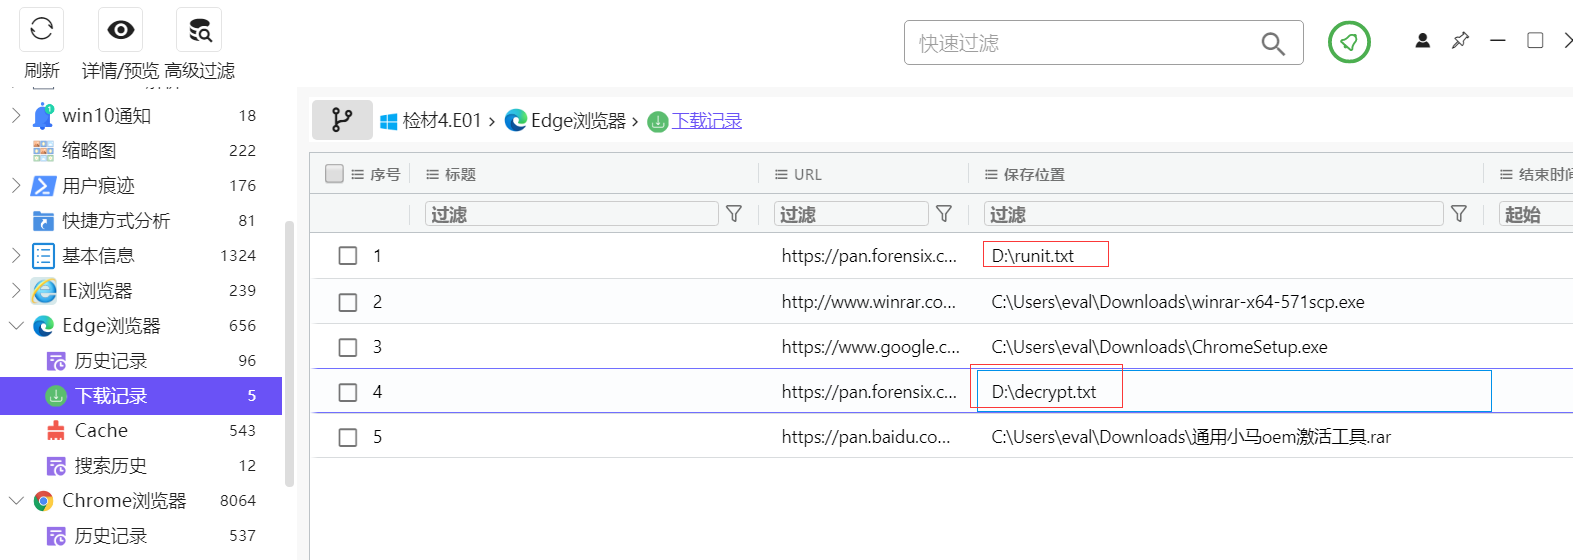 刷新
详情/预览
高级过滤
快速过滤
win10通知 18
缩略图 222
用户痕迹 176
快捷方式分析 81
基本信息 1324
IE浏览器 239
Edge浏览器 656
历史记录 96
下载记录 5
Cache 543
搜索历史 12
Chrome浏览器 8064
历史记录 537
检材4.E01 › Edge浏览器 › 下载记录
序号 标题 URL 保存位置 结束时间
过滤 过滤 过滤 起始
1 https://pan.forensix.c... D:\runit.txt
2 http://www.winrar.co... C:\Users\eval\Downloads\winrar-x64-571scp.exe
3 https://www.google.c... C:\Users\eval\Downloads\ChromeSetup.exe
4 https://pan.forensix.c... D:\decrypt.txt
5 https://pan.baidu.co... C:\Users\eval\Downloads\通用小马oem激活工具.rar